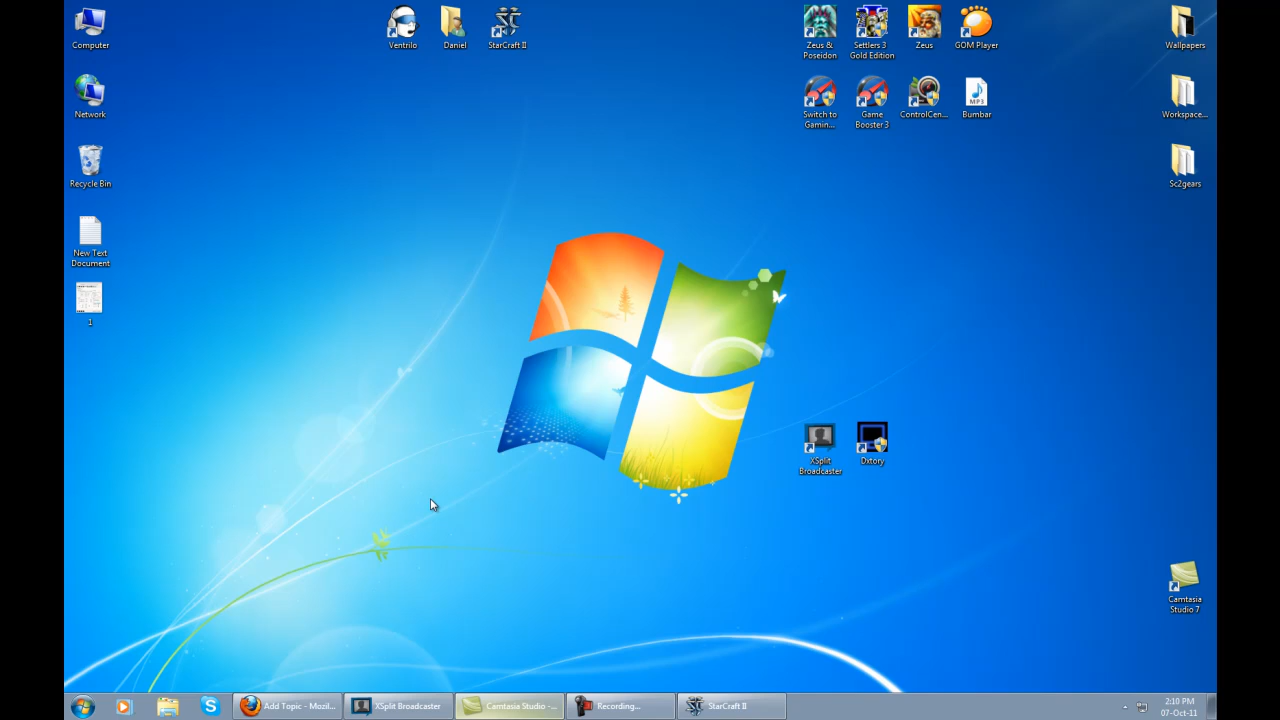 Computer
Ventrilo
Daniel
StarCraft II
Zeus &
Poseidon
Settlers 3
Gold Edition
Zeus
GOM Player
Wallpapers
Network
Switch to
Gamin...
Game
Booster 3
ControlCen...
MP3
Bumbar
Workspace...
Recycle Bin
Sc2gears
New Text
Document
1
XSplit
Broadcaster
Dxtory
Camtasia
Studio 7
Add Topic - Mozil...
XSplit Broadcaster
Camtasia Studio -...
Recording...
StarCraft II
2:10 PM
07-Oct-11